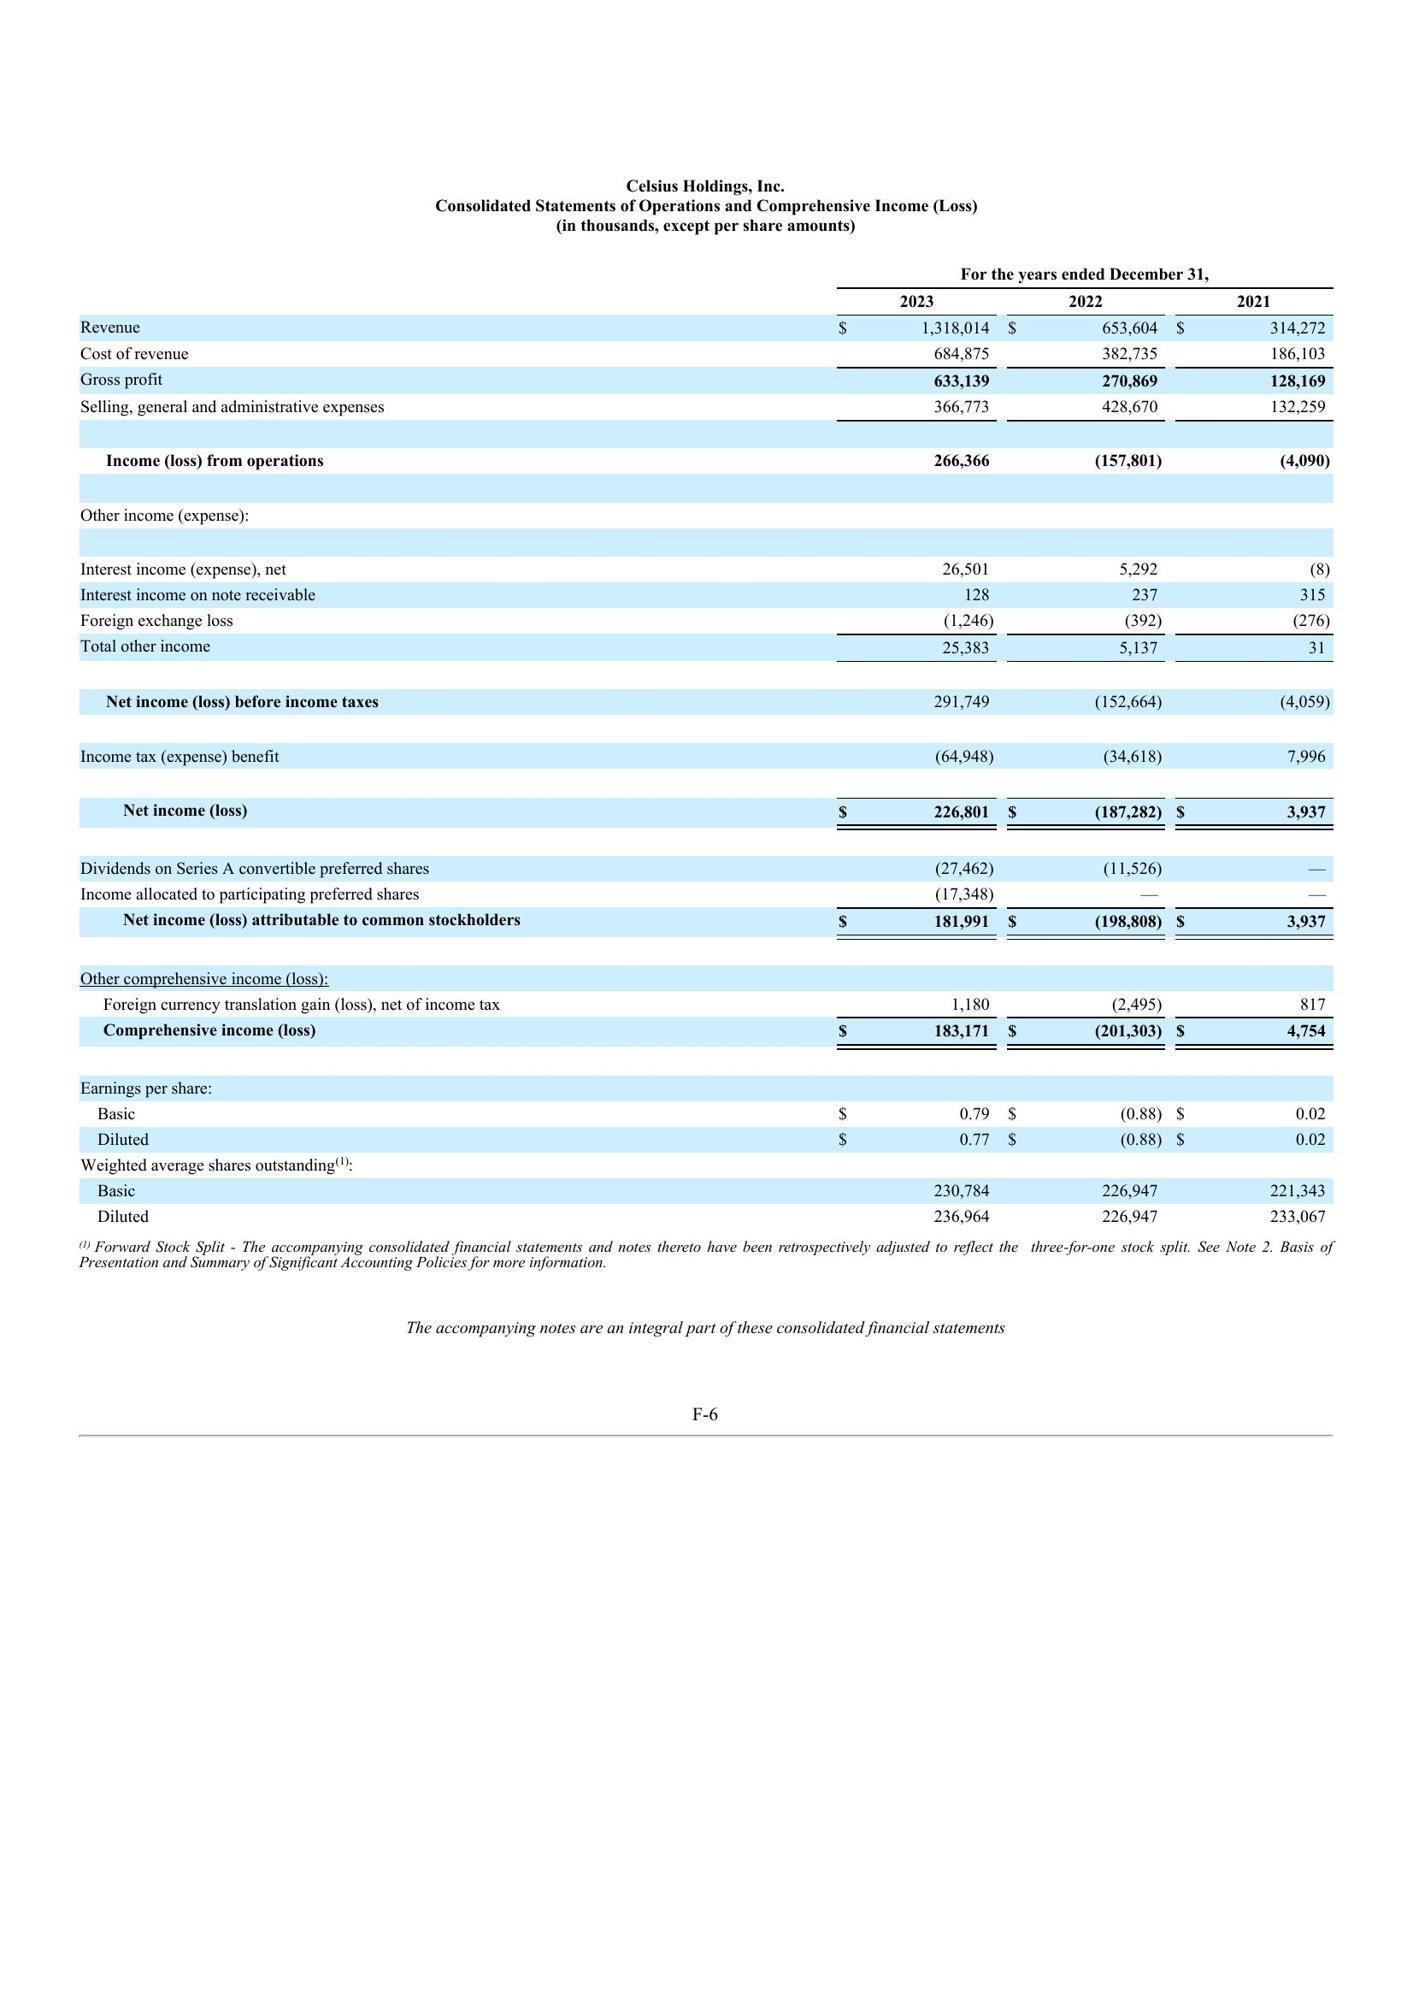 Celsius Holdings, Inc.
Consolidated Statements of Operations and Comprehensive Income (Loss)
(in thousands, except per share amounts)
For the years ended December 31,
2023 2022 2021
Revenue $ 1,318,014 $ 653,604 $ 314,272
Cost of revenue 684,875 382,735 186,103
Gross profit 633,139 270,869 128,169
Selling, general and administrative expenses 366,773 428,670 132,259
Income (loss) from operations 266,366 (157,801) (4,090)
Other income (expense):
Interest income (expense), net 26,501 5,292 (8)
Interest income on note receivable 128 237 315
Foreign exchange loss (1,246) (392) (276)
Total other income 25,383 5,137 31
Net income (loss) before income taxes 291,749 (152,664) (4,059)
Income tax (expense) benefit (64,948) (34,618) 7,996
Net income (loss) $ 226,801 $ (187,282) $ 3,937
Dividends on Series A convertible preferred shares (27,462) (11,526) —
Income allocated to participating preferred shares (17,348) — —
Net income (loss) attributable to common stockholders $ 181,991 $ (198,808) $ 3,937
Other comprehensive income (loss):
Foreign currency translation gain (loss), net of income tax 1,180 (2,495) 817
Comprehensive income (loss) $ 183,171 $ (201,303) $ 4,754
Earnings per share:
Basic $ 0.79 $ (0.88) $ 0.02
Diluted $ 0.77 $ (0.88) $ 0.02
Weighted average shares outstanding(1):
Basic 230,784 226,947 221,343
Diluted 236,964 226,947 233,067
(1) Forward Stock Split - The accompanying consolidated financial statements and notes thereto have been retrospectively adjusted to reflect the three-for-one stock split. See Note 2. Basis of
Presentation and Summary of Significant Accounting Policies for more information.
The accompanying notes are an integral part of these consolidated financial statements
F-6